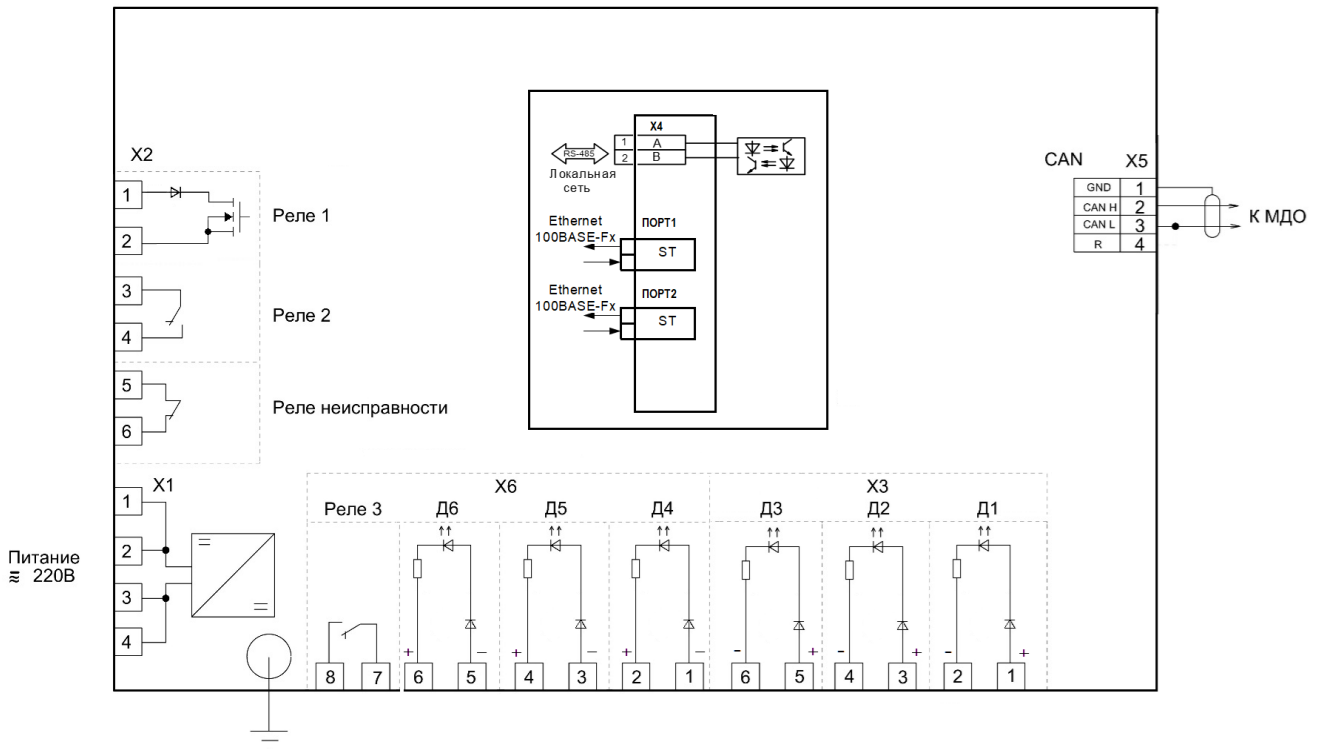 X2
1
2
Реле 1
3
4
Реле 2
5
6
Реле неисправности
X1
1
2
3
4
Питание
≂ 220В
X4
1 A
2 B
RS-485
Локальная
сеть
Ethernet
100BASE-Fx
ПОРТ1
ST
Ethernet
100BASE-Fx
ПОРТ2
ST
CAN X5
GND 1
CAN H 2
CAN L 3
R 4
К МДО
X6 X3
Реле 3 Д6 Д5 Д4 Д3 Д2 Д1
+ − + − + − - + - + - +
8 7 6 5 4 3 2 1 6 5 4 3 2 1